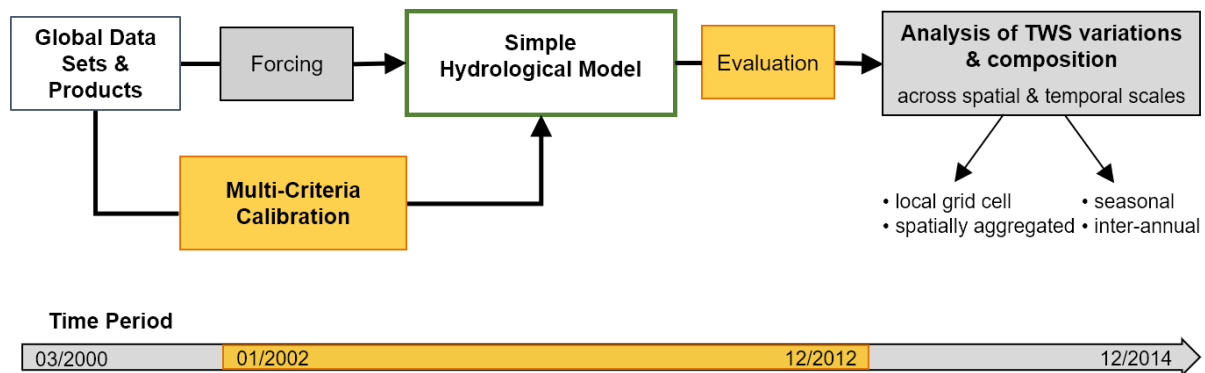 Global Data
Sets &
Products
Forcing
Simple
Hydrological Model
Evaluation
Analysis of TWS variations
& composition
across spatial & temporal scales
Multi-Criteria
Calibration
• local grid cell
• spatially aggregated
• seasonal
• inter-annual
Time Period
03/2000
01/2002
12/2012
12/2014